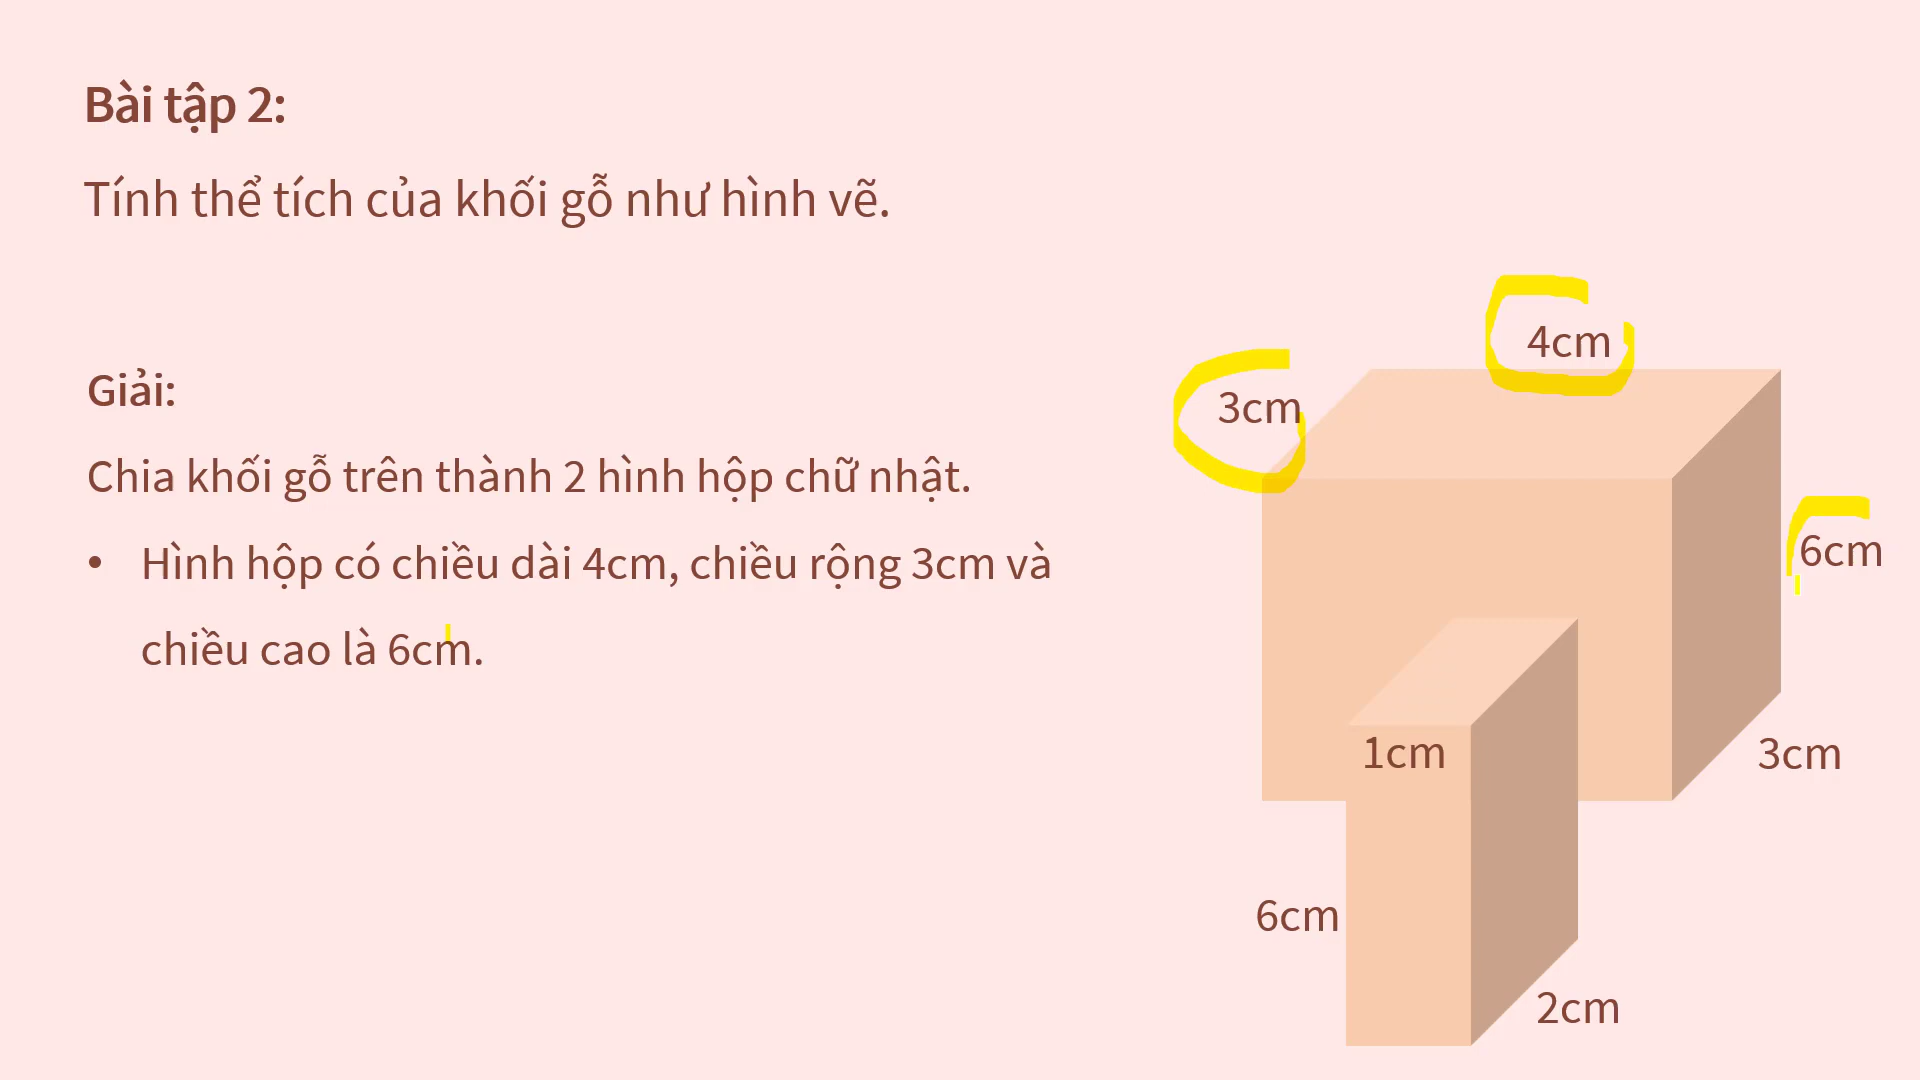 Bài tập 2:
Tính thể tích của khối gỗ như hình vẽ.
Giải:
Chia khối gỗ trên thành 2 hình hộp chữ nhật.
• Hình hộp có chiều dài 4cm, chiều rộng 3cm và
chiều cao là 6cm.
4cm
3cm
6cm
1cm
3cm
6cm
2cm